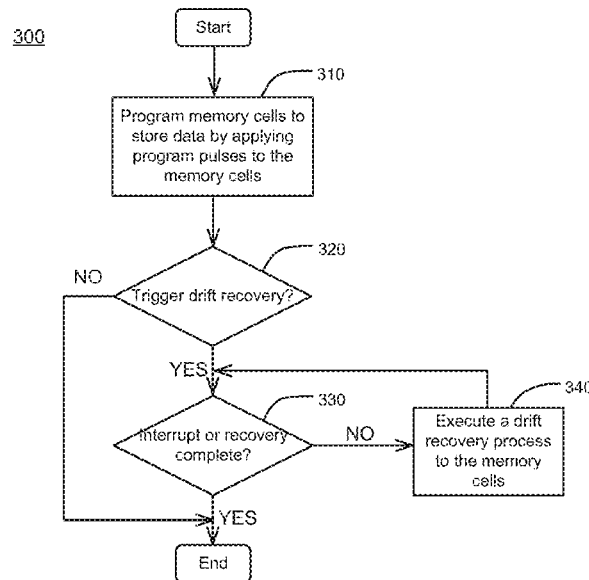 300
Start
310
Program memory cells to
store data by applying
program pulses to the
memory cells
320
NO
Trigger drift recovery?
YES
330
340
Interrupt or recovery
complete?
NO
Execute a drift
recovery process
to the memory
cells
YES
End